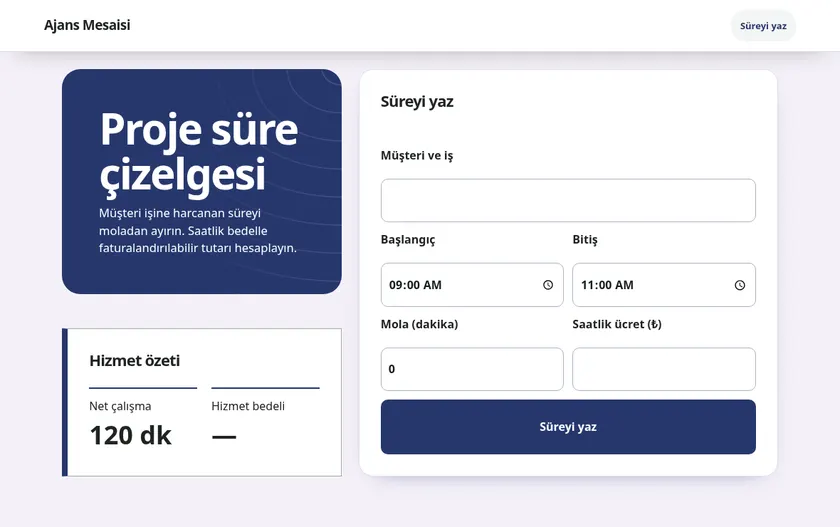 Ajans Mesaisi
Süreyi yaz
Proje süre
çizelgesi
Müşteri işine harcanan süreyi
moladan ayırın. Saatlik bedelle
faturalandırılabilir tutarı hesaplayın.
Hizmet özeti
Net çalışma
120 dk
Hizmet bedeli
—
Süreyi yaz
Müşteri ve iş
Başlangıç
09:00 AM
Bitiş
11:00 AM
Mola (dakika)
0
Saatlik ücret (₺)
Süreyi yaz